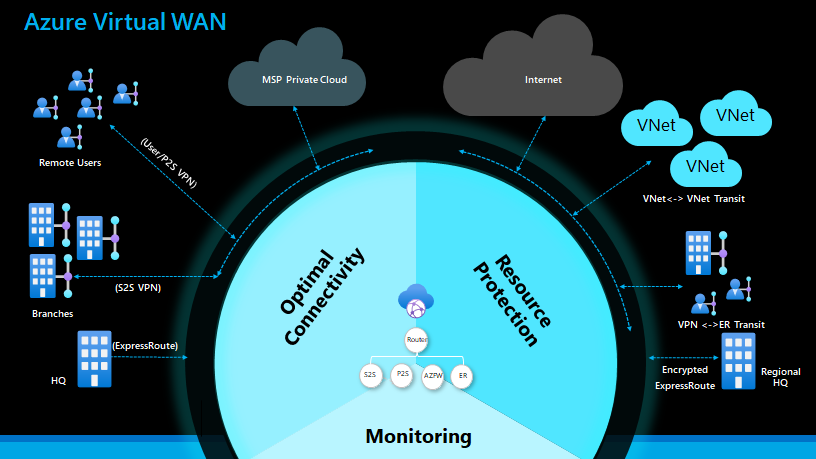 Azure Virtual WAN
MSP Private Cloud
Internet
VNet
VNet
VNet
Remote Users
(User/P2S VPN)
VNet<-> VNet Transit
Branches
(S2S VPN)
Optimal
Connectivity
Resource
Protection
VPN <->ER Transit
HQ
(ExpressRoute)
Router
S2S
P2S
AZFW
ER
Encrypted
ExpressRoute
Regional
HQ
Monitoring